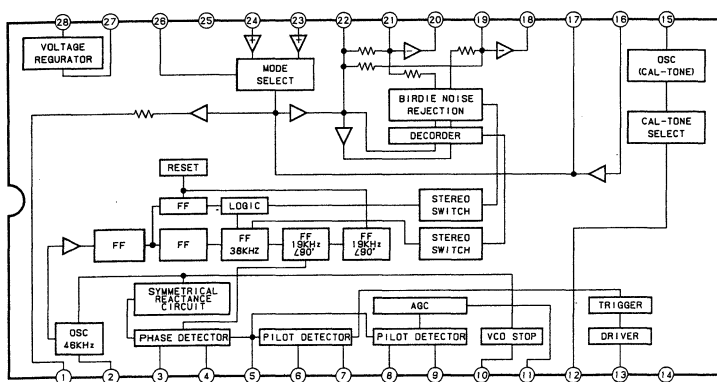 28 27 26 25 24 23 22 21 20 19 18 17 16 15
VOLTAGE
REGURATOR
+ +
- -
MODE
SELECT
OSC
(CAL-TONE)
BIRDIE NOISE
REJECTION
DECORDER
CAL-TONE
SELECT
RESET
FF
LOGIC
STEREO
SWITCH
FF
FF
FF
38KHZ
FF
19KHz
∠90°
FF
19KHz
∠90°
STEREO
SWITCH
SYMMETRICAL
REACTANCE
CIRCUIT
AGC
TRIGGER
OSC
46KHz
PHASE DETECTOR
PILOT DETECTOR
PILOT DETECTOR
VCO STOP
DRIVER
1 2 3 4 5 6 7 8 9 10 11 12 13 14